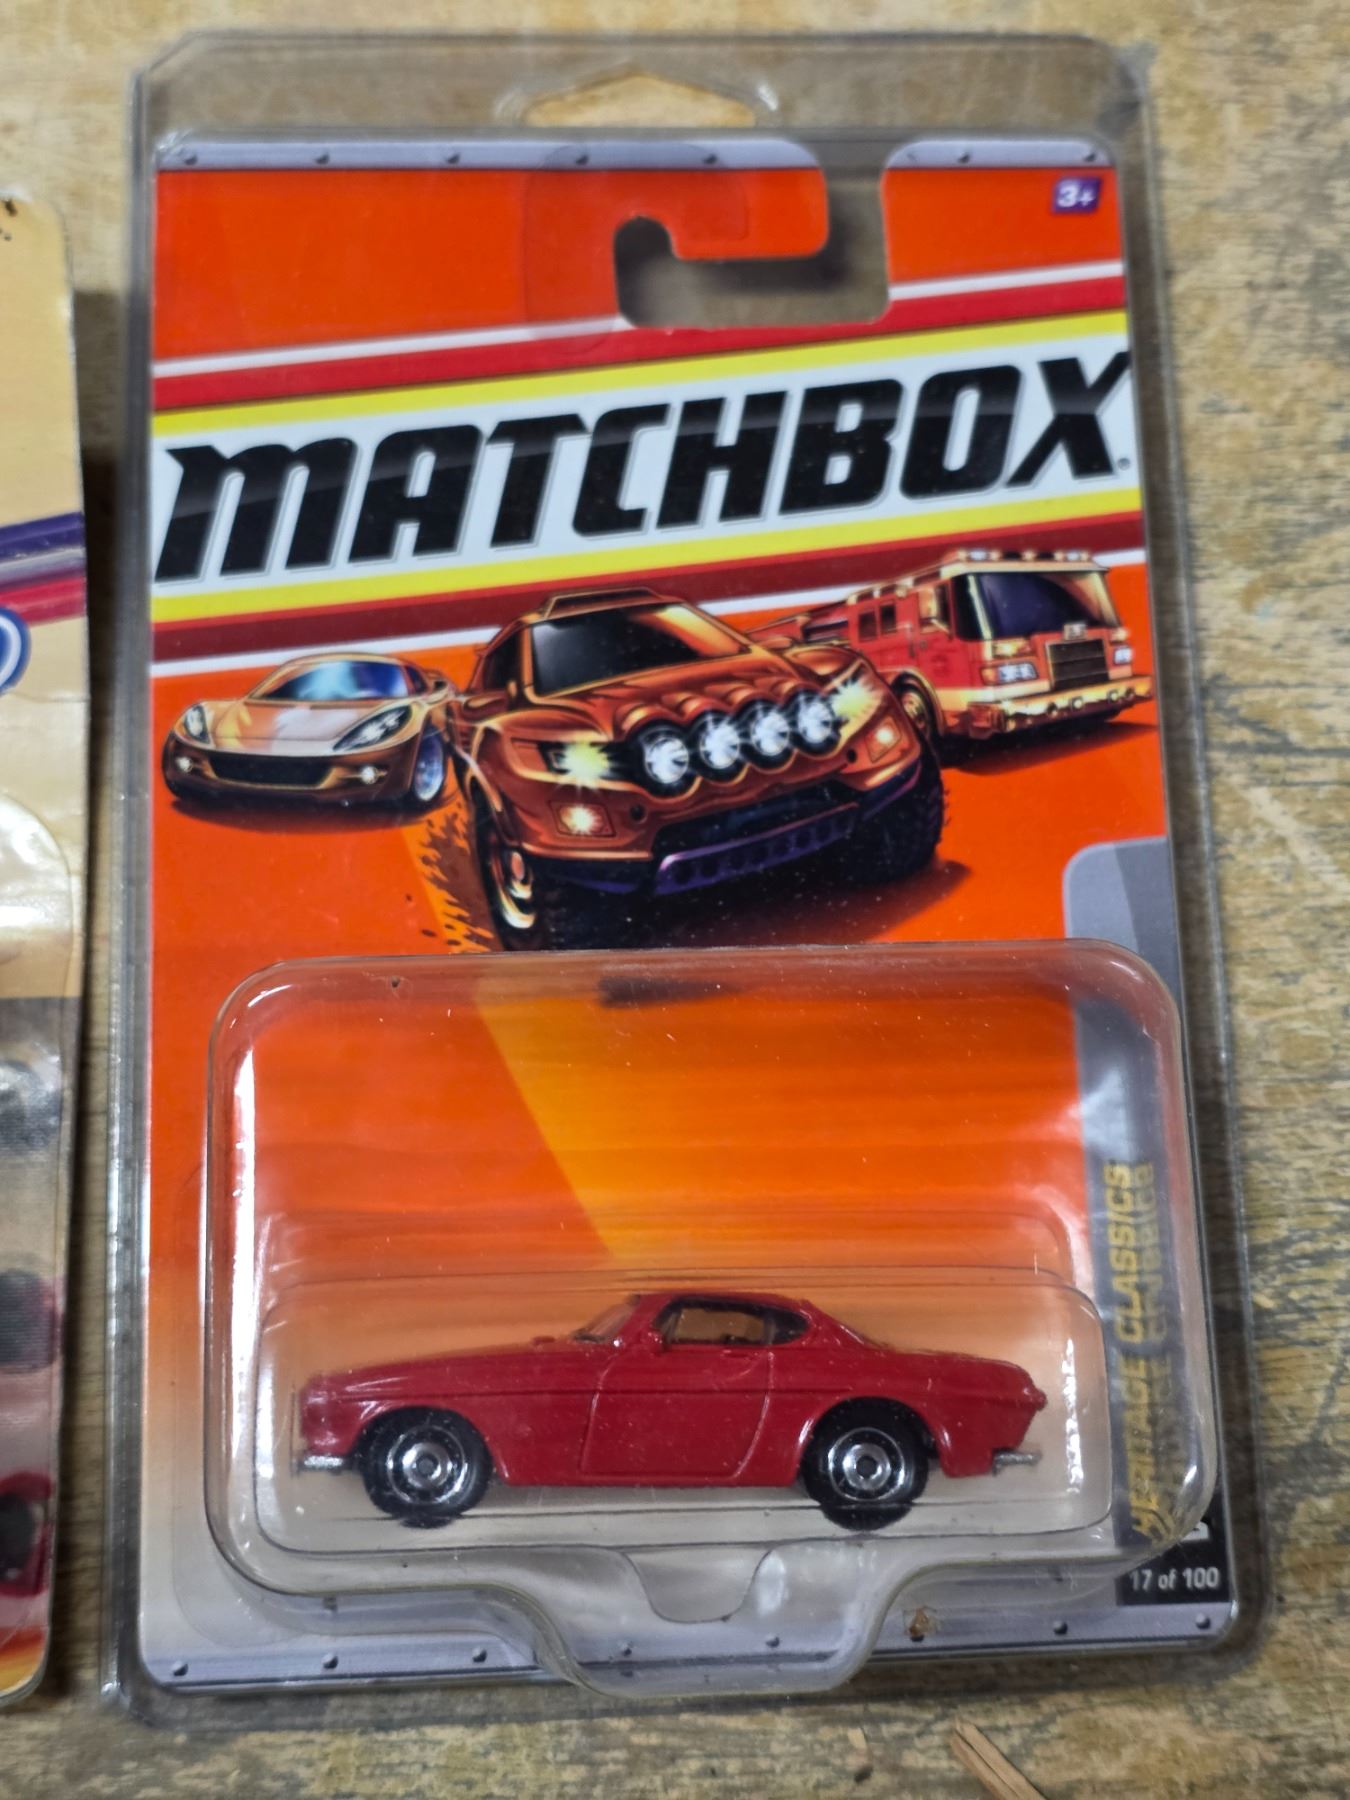 3+
MATCHBOX®
HERITAGE CLASSICS
17 of 100